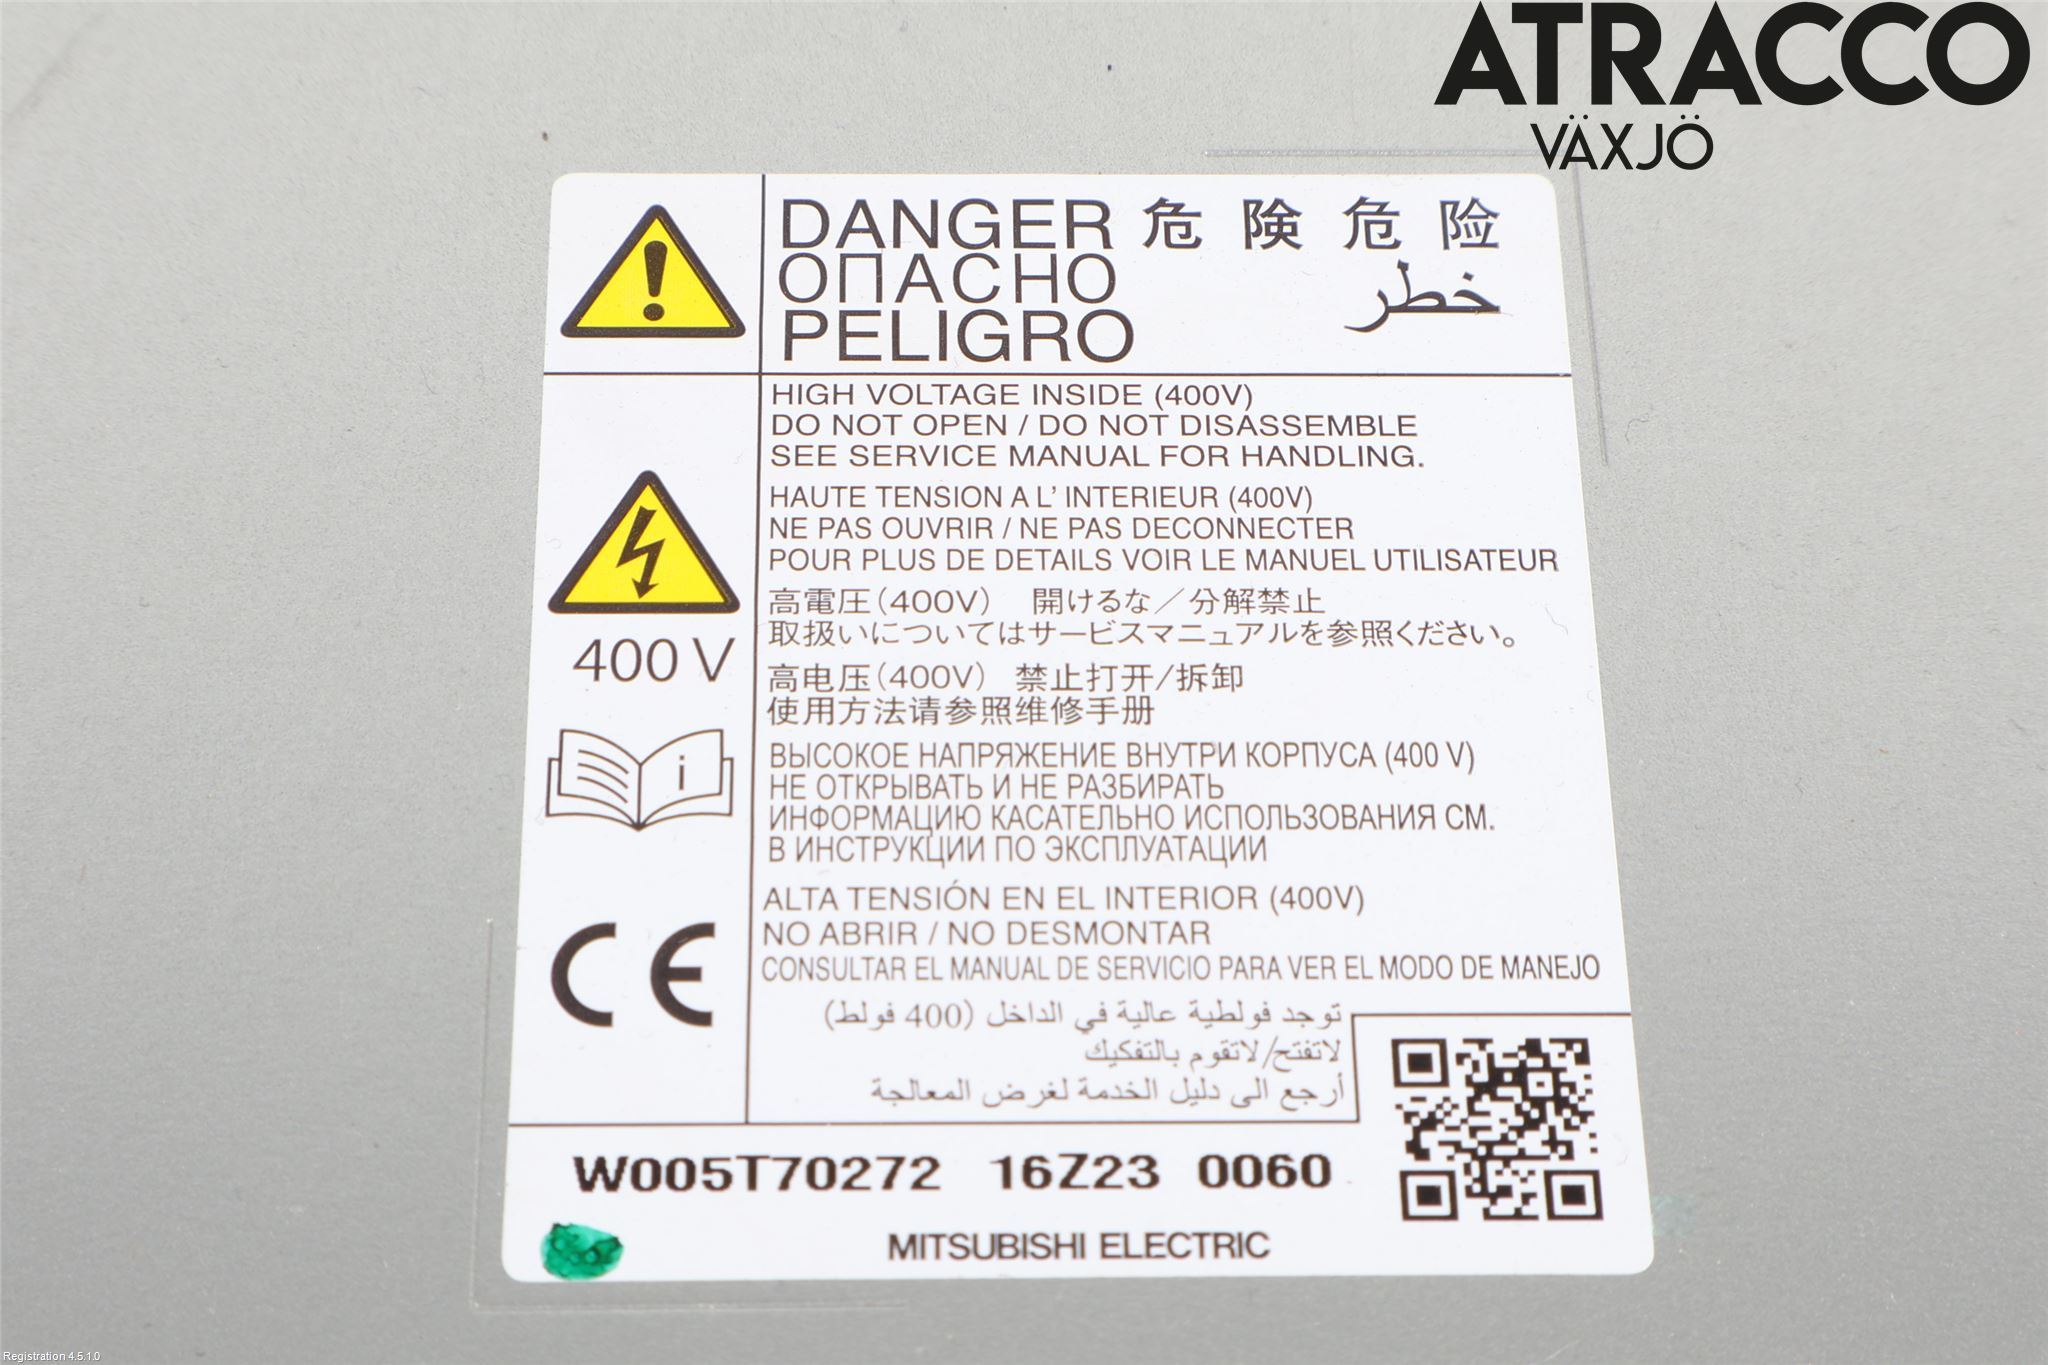 ATRACCO
VÄXJÖ
DANGER 危険 危险
ОПАСНО خطر
PELIGRO
HIGH VOLTAGE INSIDE (400V)
DO NOT OPEN / DO NOT DISASSEMBLE
SEE SERVICE MANUAL FOR HANDLING.
HAUTE TENSION A L' INTERIEUR (400V)
NE PAS OUVRIR / NE PAS DECONNECTER
POUR PLUS DE DETAILS VOIR LE MANUEL UTILISATEUR
高電圧(400V) 開けるな/分解禁止
取扱いについてはサービスマニュアルを参照ください。
400 V
高电压(400V) 禁止打开/拆卸
使用方法请参照维修手册
i
ВЫСОКОЕ НАПРЯЖЕНИЕ ВНУТРИ КОРПУСА (400 V)
НЕ ОТКРЫВАТЬ И НЕ РАЗБИРАТЬ
ИНФОРМАЦИЮ КАСАТЕЛЬНО ИСПОЛЬЗОВАНИЯ СМ.
В ИНСТРУКЦИИ ПО ЭКСПЛУАТАЦИИ
ALTA TENSIÓN EN EL INTERIOR (400V)
NO ABRIR / NO DESMONTAR
CONSULTAR EL MANUAL DE SERVICIO PARA VER EL MODO DE MANEJO
CE
توجد فولطية عالية في الداخل (400 فولط)
لاتفتح/لاتقوم بالتفكيك
أرجع الى دليل الخدمة لغرض المعالجة
W005T70272 16Z23 0060
MITSUBISHI ELECTRIC
Registration 4.5.1.0